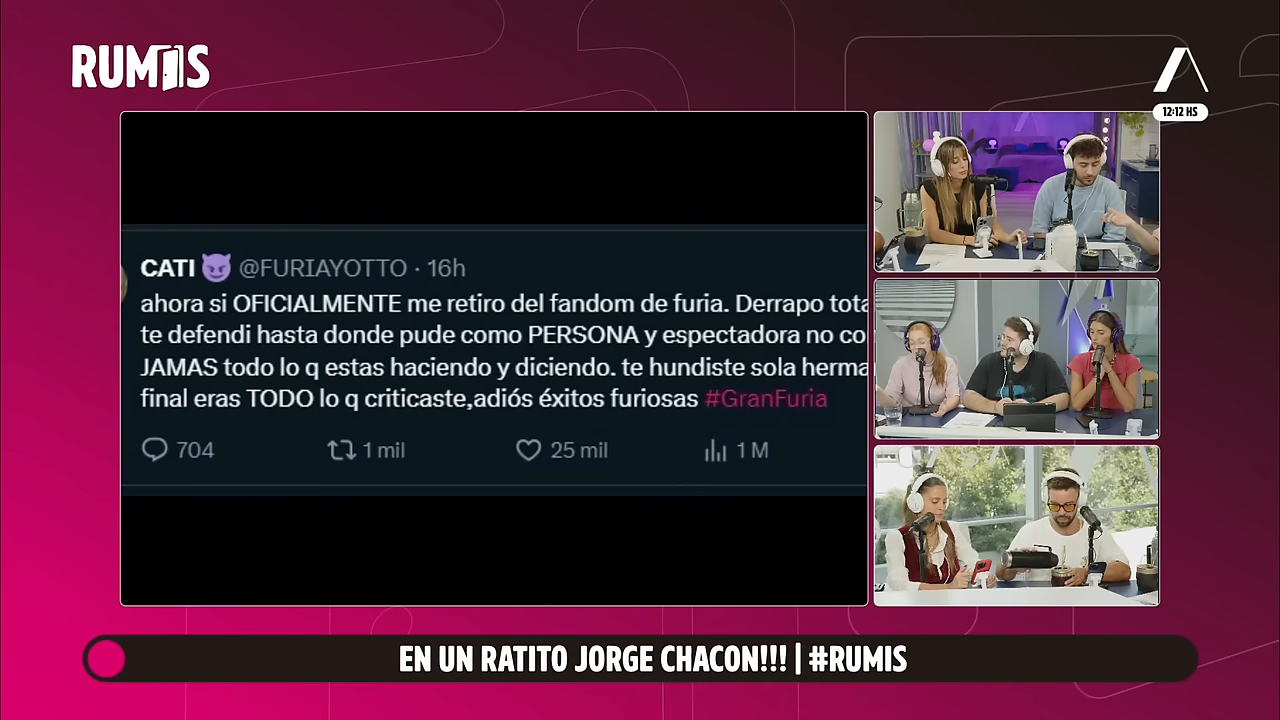 RUMIS
12:12 HS
CATI 😈 @FURIAYOTTO · 16h
ahora si OFICIALMENTE me retiro del fandom de furia. Derrapo tota
te defendi hasta donde pude como PERSONA y espectadora no co
JAMAS todo lo q estas haciendo y diciendo. te hundiste sola herma
final eras TODO lo q criticaste,adiós éxitos furiosas #GranFuria
704 1 mil 25 mil 1 M
EN UN RATITO JORGE CHACON!!! | #RUMIS